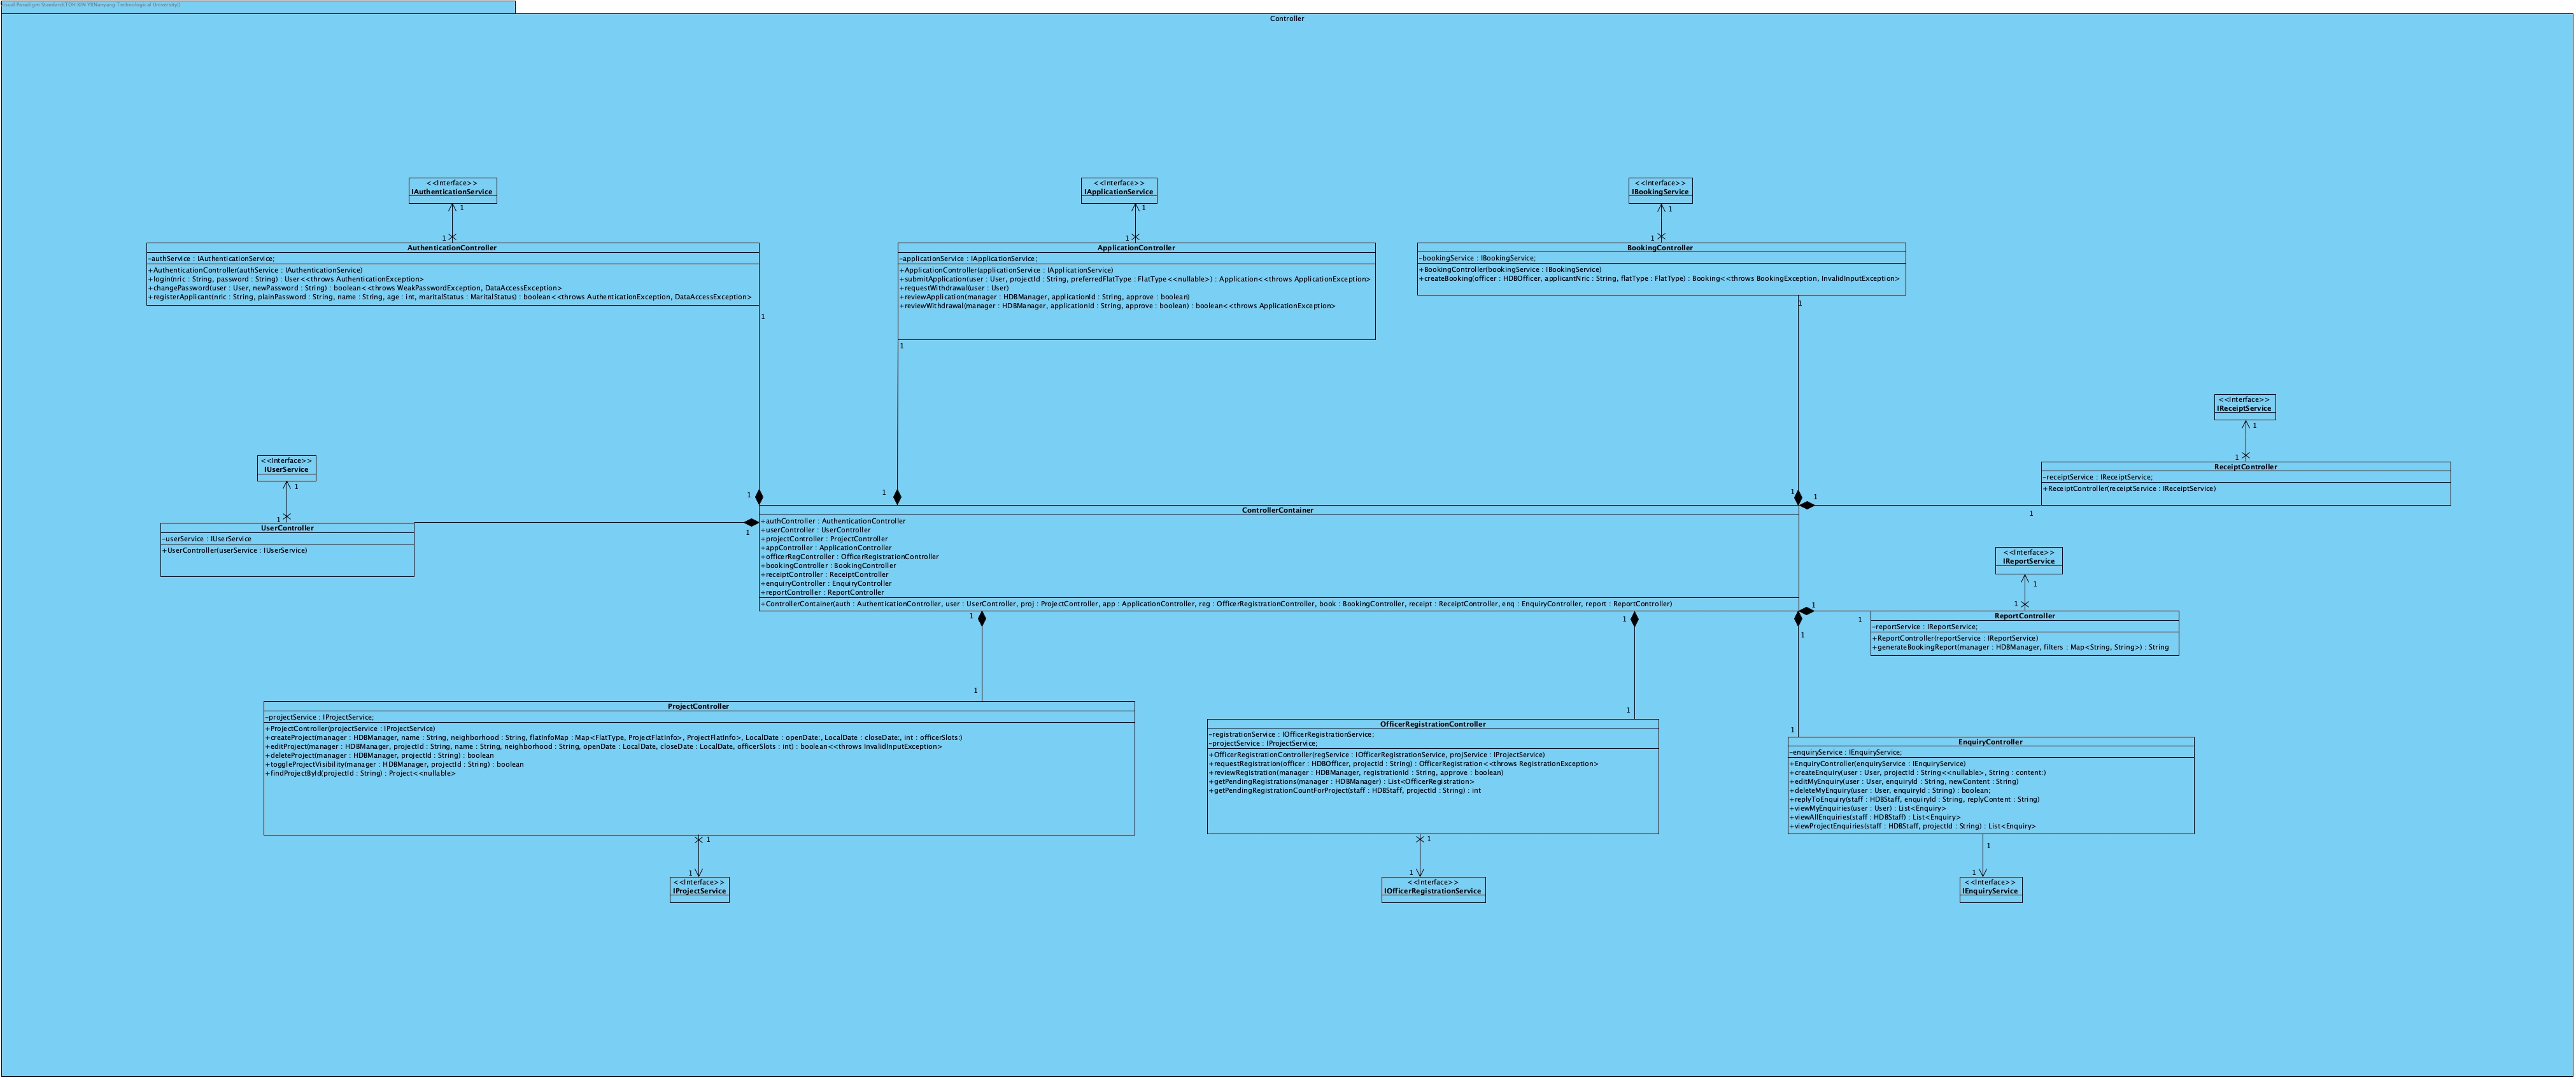 Visual Paradigm Standard(TOH XIN YI(Nanyang Technological University))
Controller
<<Interface>>
IAuthenticationService
1
1
AuthenticationController
-authService : IAuthenticationService;
+AuthenticationController(authService : IAuthenticationService)
+login(nric : String, password : String) : User<<throws AuthenticationException>
+changePassword(user : User, newPassword : String) : boolean<<throws WeakPasswordException, DataAccessException>
+registerApplicant(nric : String, plainPassword : String, name : String, age : int, maritalStatus : MaritalStatus) : boolean<<throws AuthenticationException, DataAccessException>
1
1
<<Interface>>
IApplicationService
1
1
ApplicationController
-applicationService : IApplicationService;
+ApplicationController(applicationService : IApplicationService)
+submitApplication(user : User, projectId : String, preferredFlatType : FlatType<<nullable>) : Application<<throws ApplicationException>
+requestWithdrawal(user : User)
+reviewApplication(manager : HDBManager, applicationId : String, approve : boolean)
+reviewWithdrawal(manager : HDBManager, applicationId : String, approve : boolean) : boolean<<throws ApplicationException>
1
1
<<Interface>>
IBookingService
1
1
BookingController
-bookingService : IBookingService;
+BookingController(bookingService : IBookingService)
+createBooking(officer : HDBOfficer, applicantNric : String, flatType : FlatType) : Booking<<throws BookingException, InvalidInputException>
1
1
<<Interface>>
IReceiptService
1
1
ReceiptController
-receiptService : IReceiptService;
+ReceiptController(receiptService : IReceiptService)
1
1
<<Interface>>
IUserService
1
1
UserController
-userService : IUserService
+UserController(userService : IUserService)
1
ControllerContainer
+authController : AuthenticationController
+userController : UserController
+projectController : ProjectController
+appController : ApplicationController
+officerRegController : OfficerRegistrationController
+bookingController : BookingController
+receiptController : ReceiptController
+enquiryController : EnquiryController
+reportController : ReportController
+ControllerContainer(auth : AuthenticationController, user : UserController, proj : ProjectController, app : ApplicationController, reg : OfficerRegistrationController, book : BookingController, receipt : ReceiptController, enq : EnquiryController, report : ReportController)
<<Interface>>
IReportService
1
1
ReportController
-reportService : IReportService;
+ReportController(reportService : IReportService)
+generateBookingReport(manager : HDBManager, filters : Map<String, String>) : String
1
1
1
1
ProjectController
-projectService : IProjectService;
+ProjectController(projectService : IProjectService)
+createProject(manager : HDBManager, name : String, neighborhood : String, flatInfoMap : Map<FlatType, ProjectFlatInfo>, ProjectFlatInfo>, LocalDate : openDate:, LocalDate : closeDate:, int : officerSlots:)
+editProject(manager : HDBManager, projectId : String, name : String, neighborhood : String, openDate : LocalDate, closeDate : LocalDate, officerSlots : int) : boolean<<throws InvalidInputException>
+deleteProject(manager : HDBManager, projectId : String) : boolean
+toggleProjectVisibility(manager : HDBManager, projectId : String) : boolean
+findProjectById(projectId : String) : Project<<nullable>
1
1
<<Interface>>
IProjectService
1
1
OfficerRegistrationController
-registrationService : IOfficerRegistrationService;
-projectService : IProjectService;
+OfficerRegistrationController(regService : IOfficerRegistrationService, projService : IProjectService)
+requestRegistration(officer : HDBOfficer, projectId : String) : OfficerRegistration<<throws RegistrationException>
+reviewRegistration(manager : HDBManager, registrationId : String, approve : boolean)
+getPendingRegistrations(manager : HDBManager) : List<OfficerRegistration>
+getPendingRegistrationCountForProject(staff : HDBStaff, projectId : String) : int
1
1
<<Interface>>
IOfficerRegistrationService
1
1
EnquiryController
-enquiryService : IEnquiryService;
+EnquiryController(enquiryService : IEnquiryService)
+createEnquiry(user : User, projectId : String<<nullable>, String : content:)
+editMyEnquiry(user : User, enquiryId : String, newContent : String)
+deleteMyEnquiry(user : User, enquiryId : String) : boolean;
+replyToEnquiry(staff : HDBStaff, enquiryId : String, replyContent : String)
+viewMyEnquiries(user : User) : List<Enquiry>
+viewAllEnquiries(staff : HDBStaff) : List<Enquiry>
+viewProjectEnquiries(staff : HDBStaff, projectId : String) : List<Enquiry>
1
1
<<Interface>>
IEnquiryService